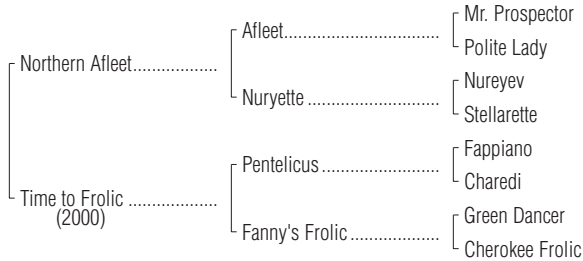 Mr. Prospector
Afleet
Polite Lady
Northern Afleet
Nureyev
Nuryette
Stellarette
Fappiano
Pentelicus
Charedi
Time to Frolic
(2000)
Green Dancer
Fanny's Frolic
Cherokee Frolic